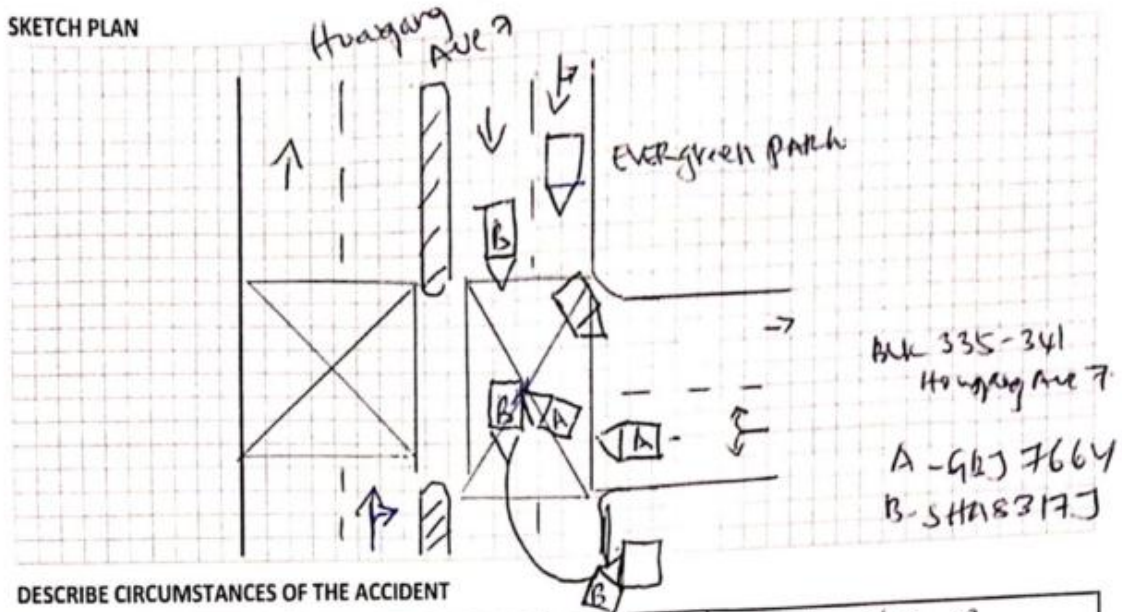 SKETCH PLAN
Ave 7
EVERgreen PARK
B
B
A
A
Blk 335-341
Hougang Ave 7
A-GBJ 7664
B-SHA8317J
B
DESCRIBE CIRCUMSTANCES OF THE ACCIDENT